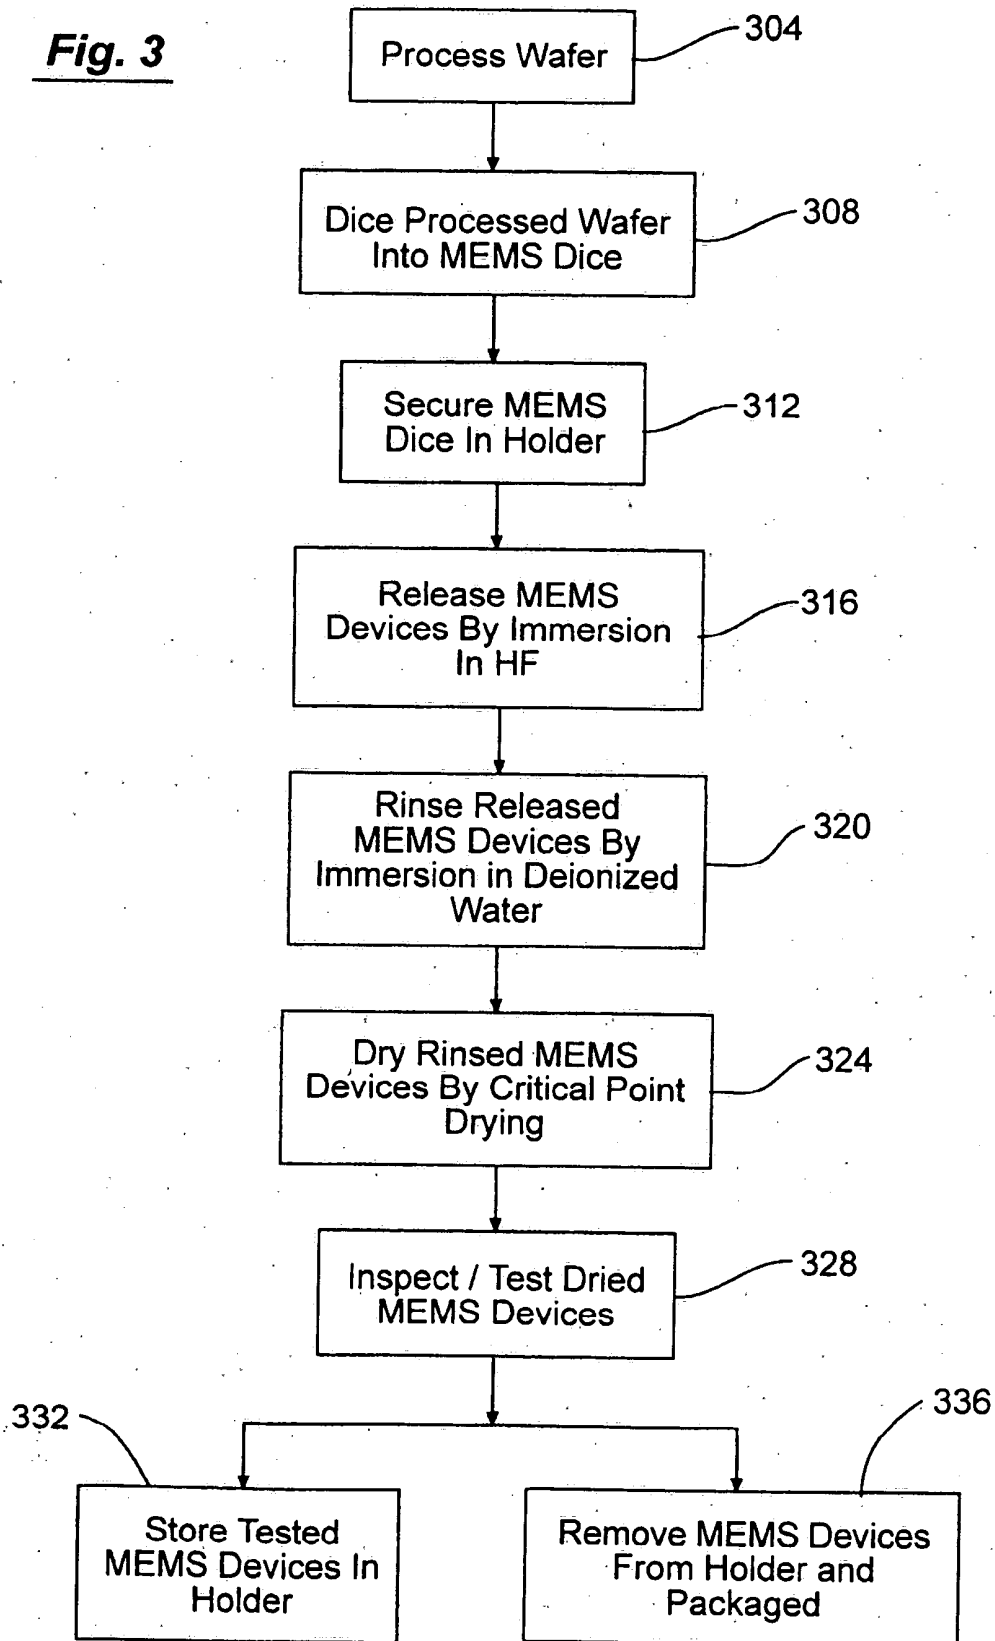 Fig. 3
Process Wafer
304
Dice Processed Wafer
Into MEMS Dice
308
Secure MEMS
Dice In Holder
312
Release MEMS
Devices By Immersion
In HF
316
Rinse Released
MEMS Devices By
Immersion in Deionized
Water
320
Dry Rinsed MEMS
Devices By Critical Point
Drying
324
Inspect / Test Dried
MEMS Devices
328
332
Store Tested
MEMS Devices In
Holder
336
Remove MEMS Devices
From Holder and
Packaged